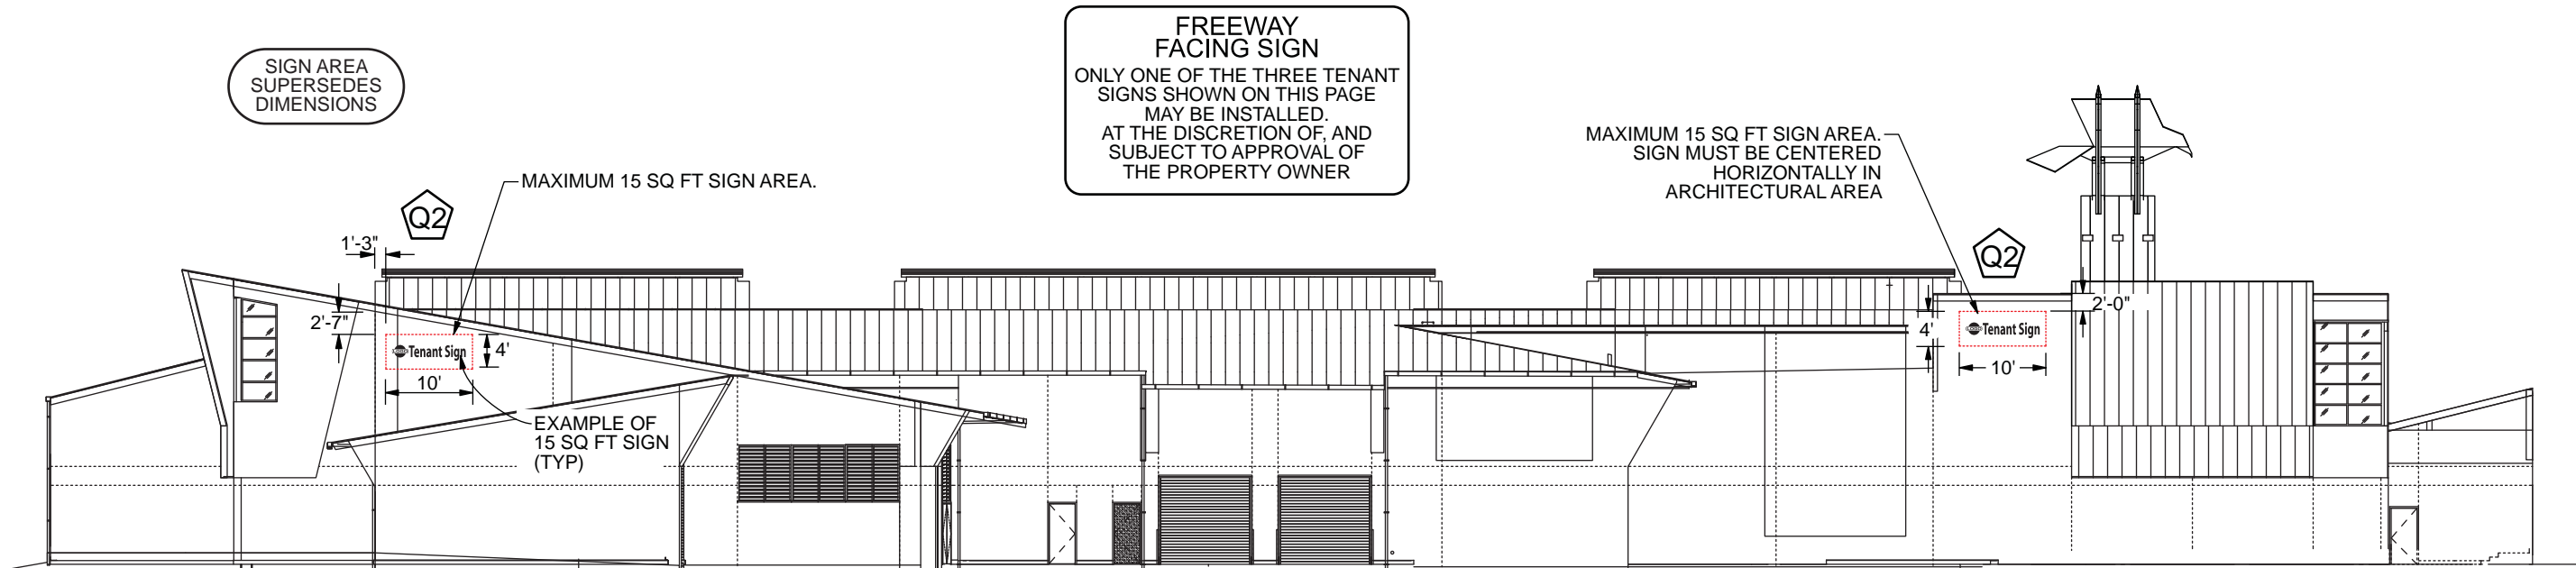 SIGN AREA
SUPERSEDES
DIMENSIONS
FREEWAY
FACING SIGN
ONLY ONE OF THE THREE TENANT
SIGNS SHOWN ON THIS PAGE
MAY BE INSTALLED.
AT THE DISCRETION OF, AND
SUBJECT TO APPROVAL OF
THE PROPERTY OWNER
MAXIMUM 15 SQ FT SIGN AREA.
MAXIMUM 15 SQ FT SIGN AREA.
SIGN MUST BE CENTERED
HORIZONTALLY IN
ARCHITECTURAL AREA
Q2
1'-3"
2'-7"
Tenant Sign
4'
10'
EXAMPLE OF
15 SQ FT SIGN
(TYP)
Q2
2'-0"
4'
Tenant Sign
10'